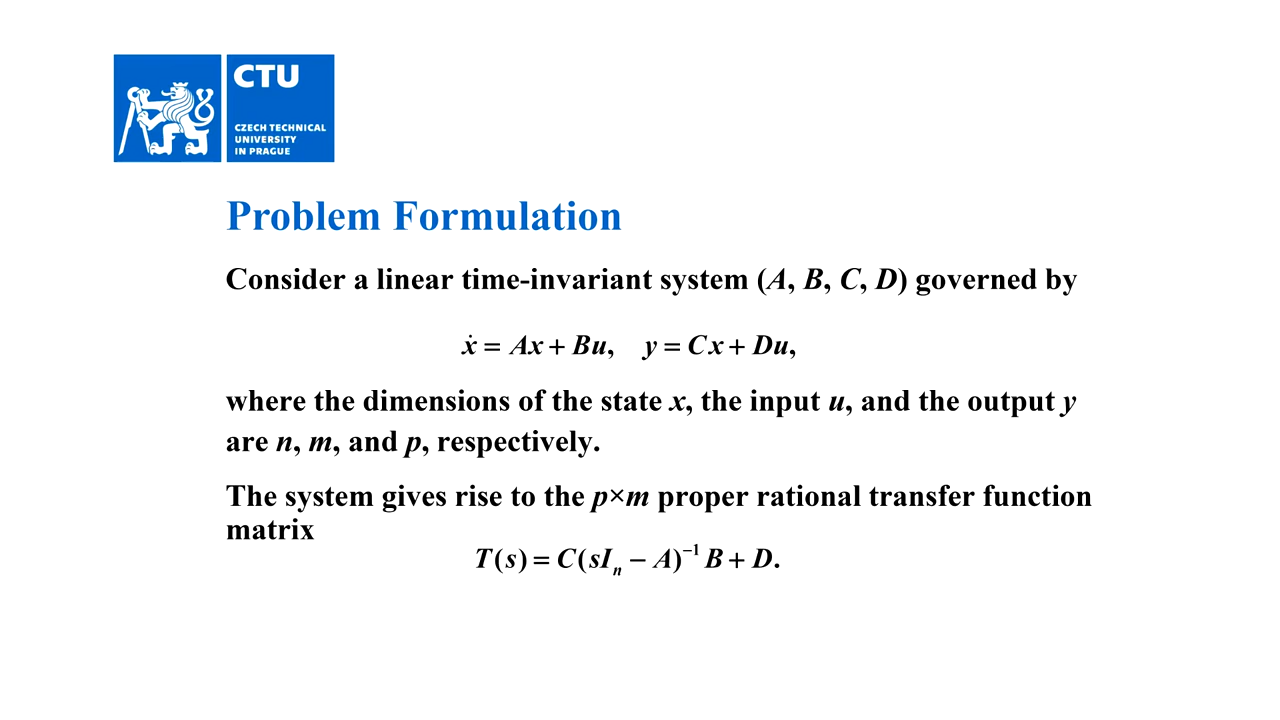 CTU
CZECH TECHNICAL
UNIVERSITY
IN PRAGUE
Problem Formulation
Consider a linear time-invariant system (A, B, C, D) governed by
ẋ = Ax + Bu, y = Cx + Du,
where the dimensions of the state x, the input u, and the output y
are n, m, and p, respectively.
The system gives rise to the p×m proper rational transfer function
matrix
T(s) = C(sIₙ − A)⁻¹ B + D.